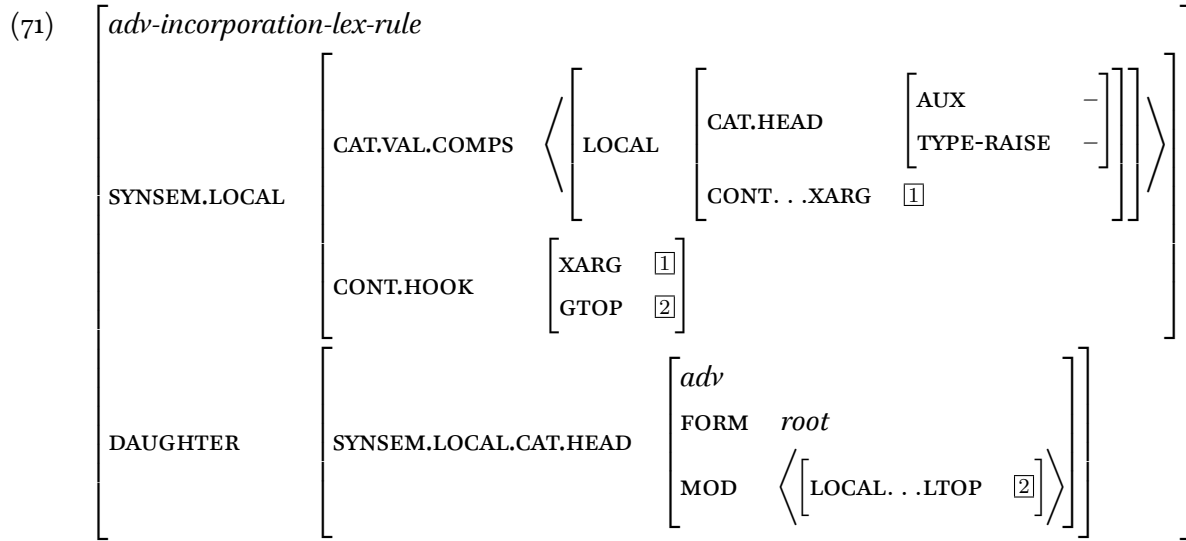 (71) adv-incorporation-lex-rule
AUX –
CAT.HEAD
TYPE-RAISE –
CAT.VAL.COMPS LOCAL
SYNSEM.LOCAL CONT. . .XARG 1
XARG 1
CONT.HOOK
GTOP 2
adv
FORM root
DAUGHTER SYNSEM.LOCAL.CAT.HEAD
MOD LOCAL. . .LTOP 2